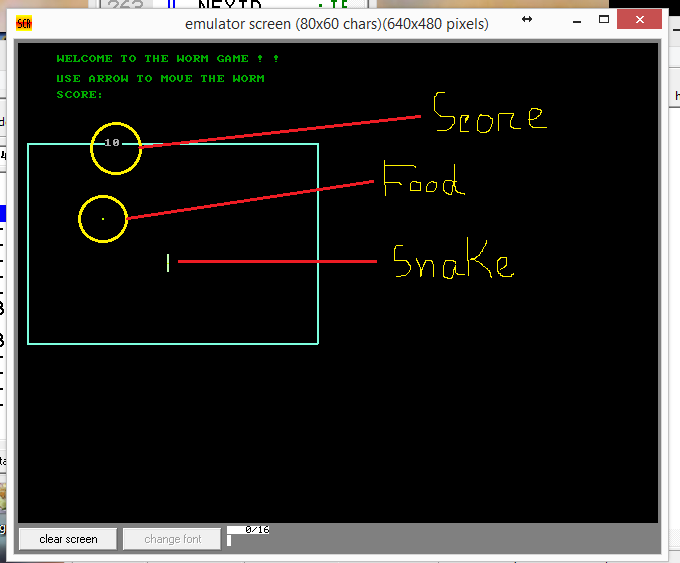 NEXTD
emulator screen (80x60 chars)(640x480 pixels)
WELCOME TO THE WORM GAME ! !
USE ARROW TO MOVE THE WORM
SCORE:
10
Score
Food
Snake
clear screen
change font
0/16